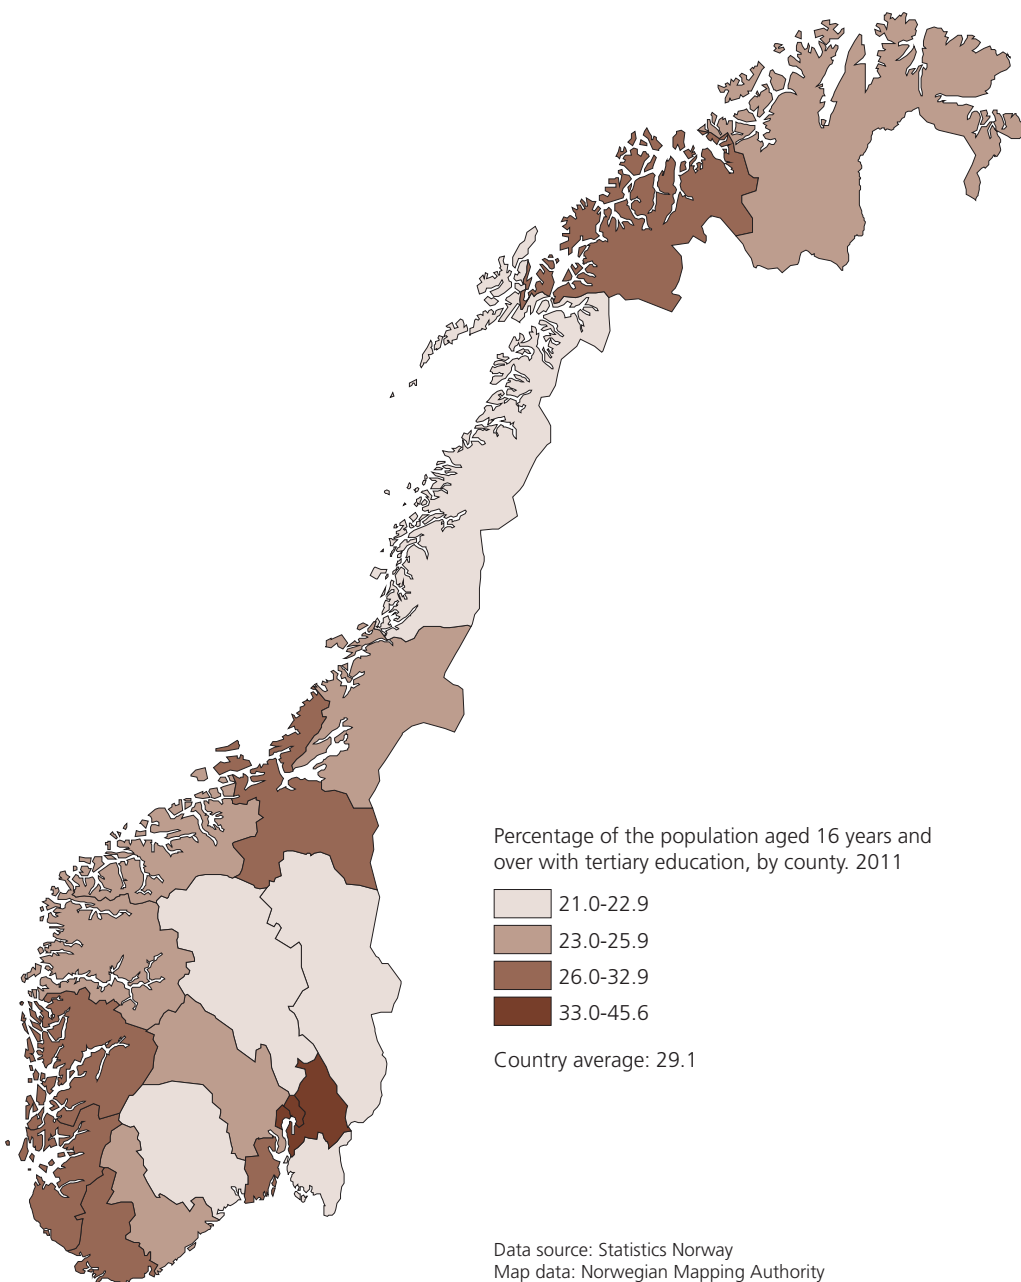 Percentage of the population aged 16 years and
over with tertiary education, by county. 2011
21.0-22.9
23.0-25.9
26.0-32.9
33.0-45.6
Country average: 29.1
Data source: Statistics Norway
Map data: Norwegian Mapping Authority